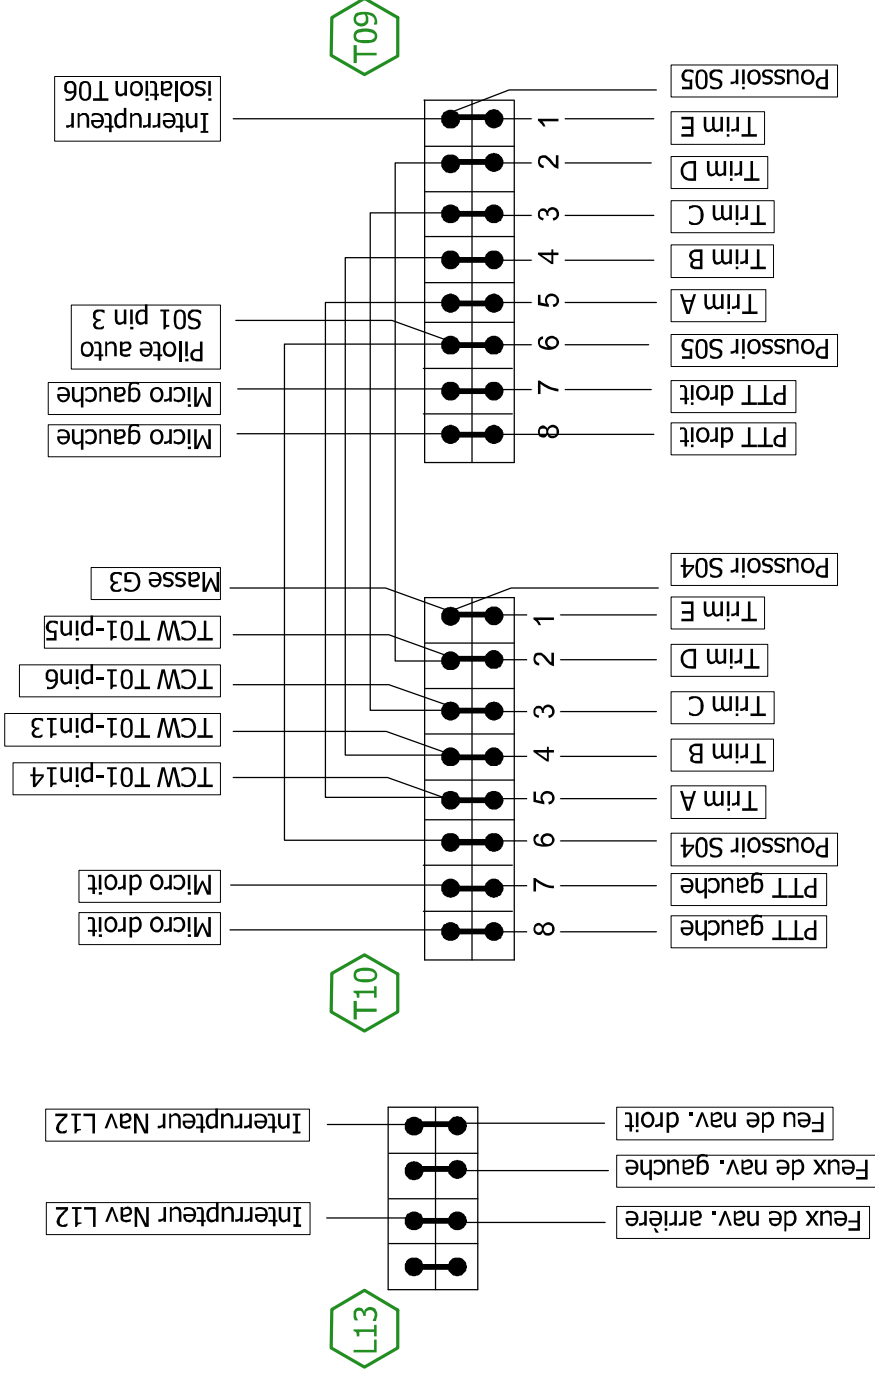 L13
Feux de nav. arrière
Interrupteur Nav L12
Feux de nav. gauche
Feu de nav. droit
Interrupteur Nav L12
T10
PTT gauche
8
Micro droit
PTT gauche
7
Micro droit
Poussoir S04
6
Trim A
5
TCW T01-pin14
Trim B
4
TCW T01-pin13
Trim C
3
TCW T01-pin6
Trim D
2
TCW T01-pin5
Trim E
1
Masse G3
Poussoir S04
PTT droit
8
Micro gauche
PTT droit
7
Micro gauche
Poussoir S05
6
Pilote auto
S01 pin 3
Trim A
5
Trim B
4
Trim C
3
Trim D
2
Trim E
1
Interrupteur
isolation T06
Poussoir S05
T09